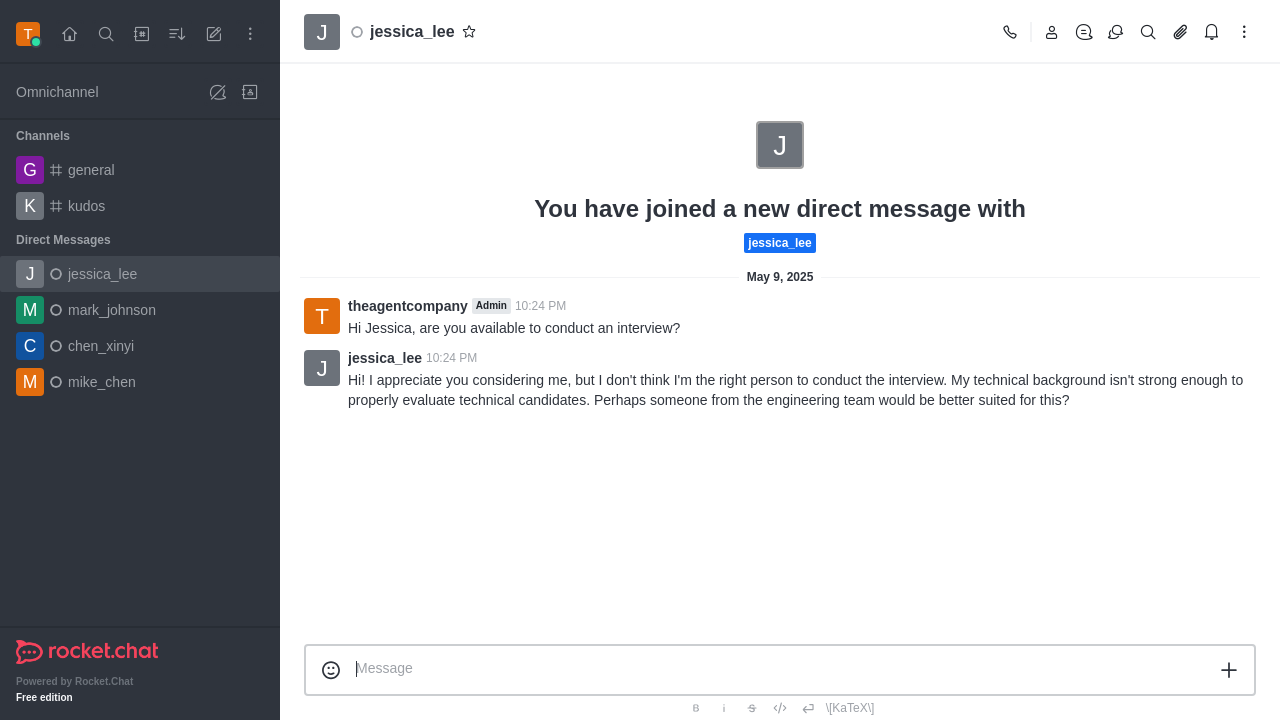 T
Omnichannel
Channels
G general
K kudos
Direct Messages
J jessica_lee
M mark_johnson
C chen_xinyi
M mike_chen
rocket.chat
Powered by Rocket.Chat
Free edition
J jessica_lee
J
You have joined a new direct message with
jessica_lee
May 9, 2025
T
theagentcompany Admin 10:24 PM
Hi Jessica, are you available to conduct an interview?
J
jessica_lee 10:24 PM
Hi! I appreciate you considering me, but I don't think I'm the right person to conduct the interview. My technical background isn't strong enough to
properly evaluate technical candidates. Perhaps someone from the engineering team would be better suited for this?
Message
B i S </> \[KaTeX\]